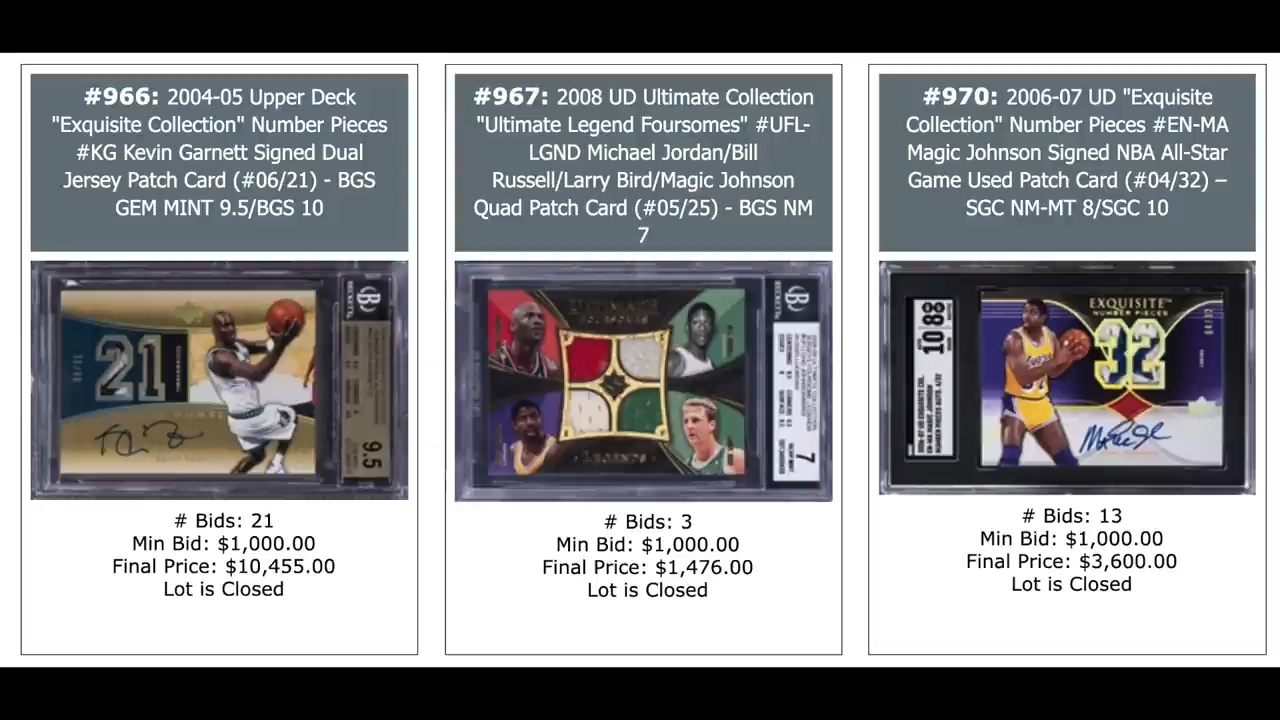 #966: 2004-05 Upper Deck
"Exquisite Collection" Number Pieces
#KG Kevin Garnett Signed Dual
Jersey Patch Card (#06/21) - BGS
GEM MINT 9.5/BGS 10
21
9.5
# Bids: 21
Min Bid: $1,000.00
Final Price: $10,455.00
Lot is Closed
#967: 2008 UD Ultimate Collection
"Ultimate Legend Foursomes" #UFL-
LGND Michael Jordan/Bill
Russell/Larry Bird/Magic Johnson
Quad Patch Card (#05/25) - BGS NM
7
LEGENDS
7
# Bids: 3
Min Bid: $1,000.00
Final Price: $1,476.00
Lot is Closed
#970: 2006-07 UD "Exquisite
Collection" Number Pieces #EN-MA
Magic Johnson Signed NBA All-Star
Game Used Patch Card (#04/32) –
SGC NM-MT 8/SGC 10
EXQUISITE
NUMBER PIECES
32
# Bids: 13
Min Bid: $1,000.00
Final Price: $3,600.00
Lot is Closed